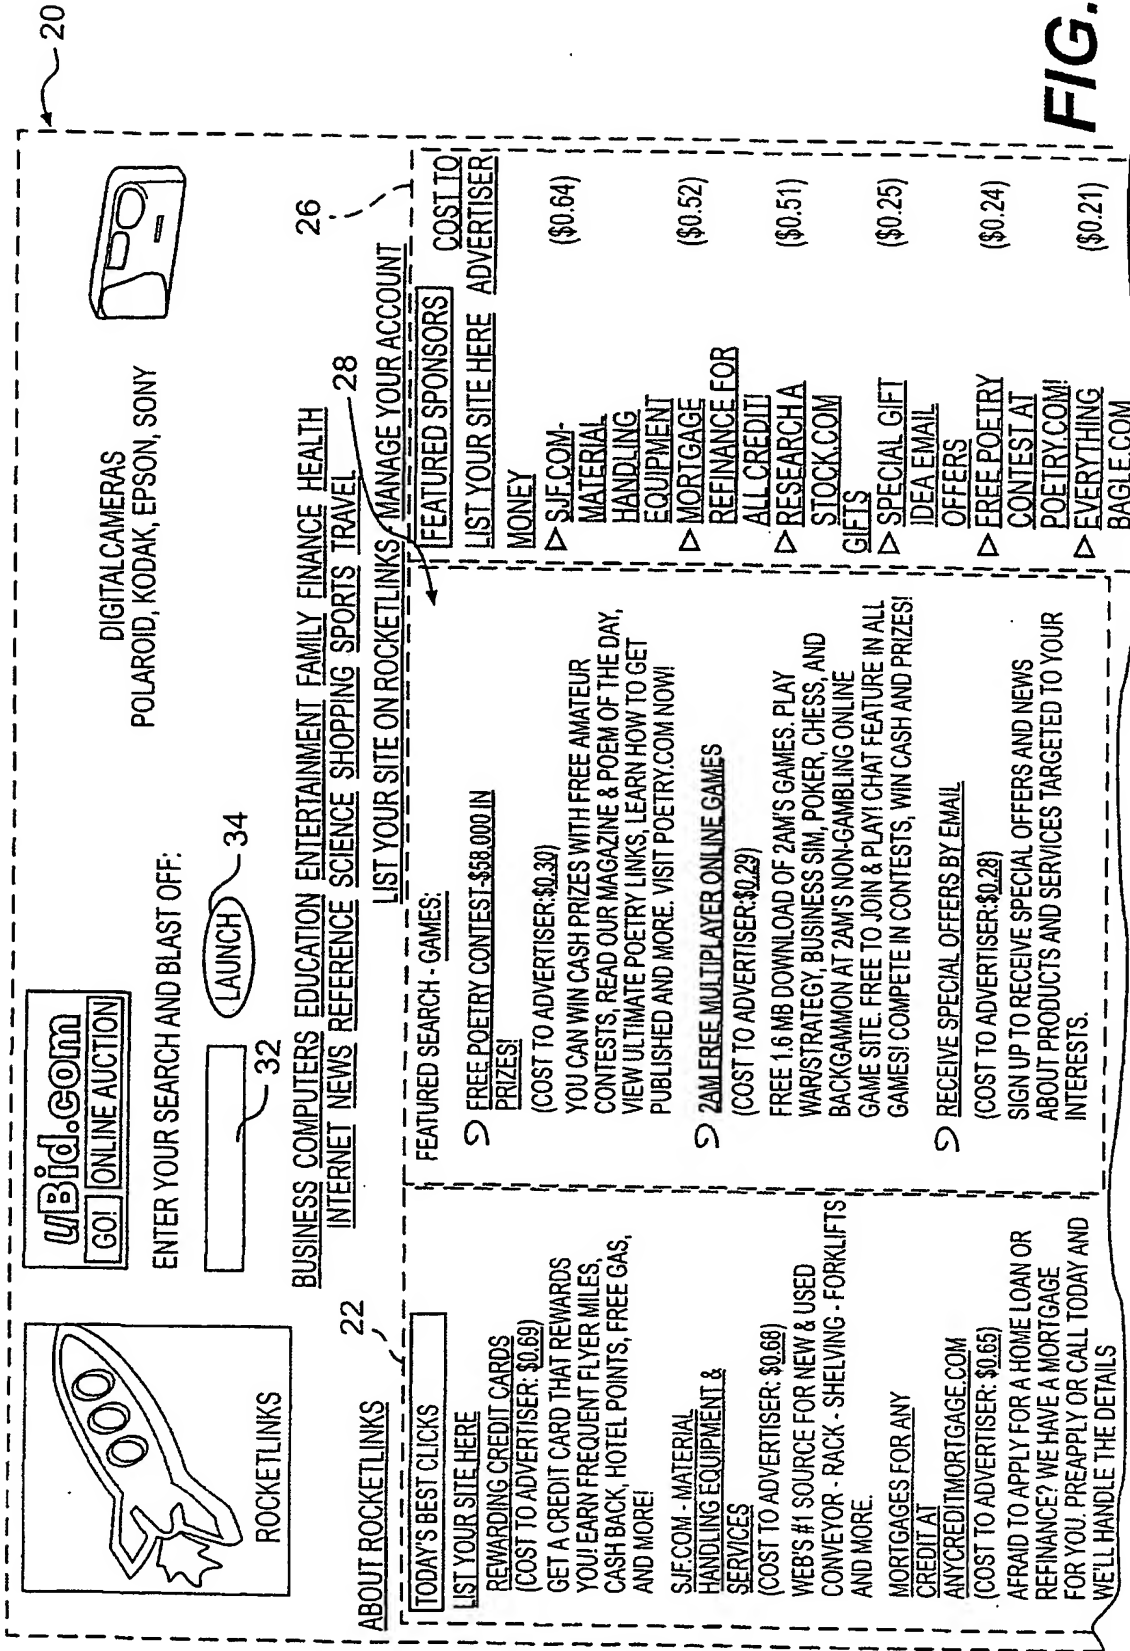 20
uBid.com
GO! ONLINE AUCTION
DIGITALCAMERAS
POLAROID, KODAK, EPSON, SONY
ROCKETLINKS
ENTER YOUR SEARCH AND BLAST OFF:
LAUNCH
34
32
BUSINESS COMPUTERS EDUCATION ENTERTAINMENT FAMILY FINANCE HEALTH
INTERNET NEWS REFERENCE SCIENCE SHOPPING SPORTS TRAVEL
ABOUT ROCKETLINKS
LIST YOUR SITE ON ROCKETLINKS - MANAGE YOUR ACCOUNT
22
28
26
TODAY'S BEST CLICKS
LIST YOUR SITE HERE
REWARDING CREDIT CARDS
(COST TO ADVERTISER: $0.69)
GET A CREDIT CARD THAT REWARDS
YOU! EARN FREQUENT FLYER MILES,
CASH BACK, HOTEL POINTS, FREE GAS,
AND MORE!
SJF.COM - MATERIAL
HANDLING EQUIPMENT &
SERVICES
(COST TO ADVERTISER: $0.68)
WEB'S #1 SOURCE FOR NEW & USED
CONVEYOR - RACK - SHELVING - FORKLIFTS
AND MORE.
MORTGAGES FOR ANY
CREDIT AT
ANYCREDITMORTGAGE.COM
(COST TO ADVERTISER: $0.65)
AFRAID TO APPLY FOR A HOME LOAN OR
REFINANCE? WE HAVE A MORTGAGE
FOR YOU. PREAPPLY OR CALL TODAY AND
WE'LL HANDLE THE DETAILS
FEATURED SEARCH - GAMES:
FREE POETRY CONTEST-$58,000 IN
PRIZES!
(COST TO ADVERTISER:$0.30)
YOU CAN WIN CASH PRIZES WITH FREE AMATEUR
CONTESTS, READ OUR MAGAZINE & POEM OF THE DAY,
VIEW ULTIMATE POETRY LINKS, LEARN HOW TO GET
PUBLISHED AND MORE. VISIT POETRY.COM NOW!
2AM FREE MULTIPLAYER ONLINE GAMES
(COST TO ADVERTISER:$0.29)
FREE 1.6 MB DOWNLOAD OF 2AM'S GAMES. PLAY
WAR/STRATEGY, BUSINESS SIM, POKER, CHESS, AND
BACKGAMMON AT 2AM'S NON-GAMBLING ONLINE
GAME SITE. FREE TO JOIN & PLAY! CHAT FEATURE IN ALL
GAMES! COMPETE IN CONTESTS, WIN CASH AND PRIZES!
RECEIVE SPECIAL OFFERS BY EMAIL
(COST TO ADVERTISER:$0.28)
SIGN UP TO RECEIVE SPECIAL OFFERS AND NEWS
ABOUT PRODUCTS AND SERVICES TARGETED TO YOUR
INTERESTS.
FEATURED SPONSORS
COST TO
LIST YOUR SITE HERE ADVERTISER
MONEY
SJF.COM- ($0.64)
MATERIAL
HANDLING
EQUIPMENT
MORTGAGE ($0.52)
REFINANCE FOR
ALL CREDIT!
RESEARCH A ($0.51)
STOCK.COM
GIFTS
SPECIAL GIFT ($0.25)
IDEA EMAIL
OFFERS
FREE POETRY ($0.24)
CONTEST AT
POETRY.COM!
EVERYTHING ($0.21)
BAGLE.COM
FIG.